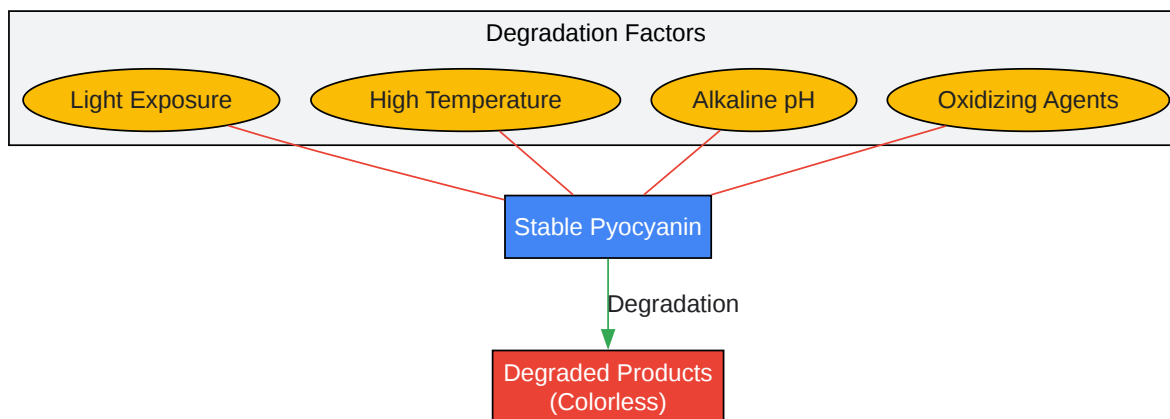 Degradation Factors
Light Exposure
High Temperature
Alkaline pH
Oxidizing Agents
Stable Pyocyanin
Degradation
Degraded Products
(Colorless)